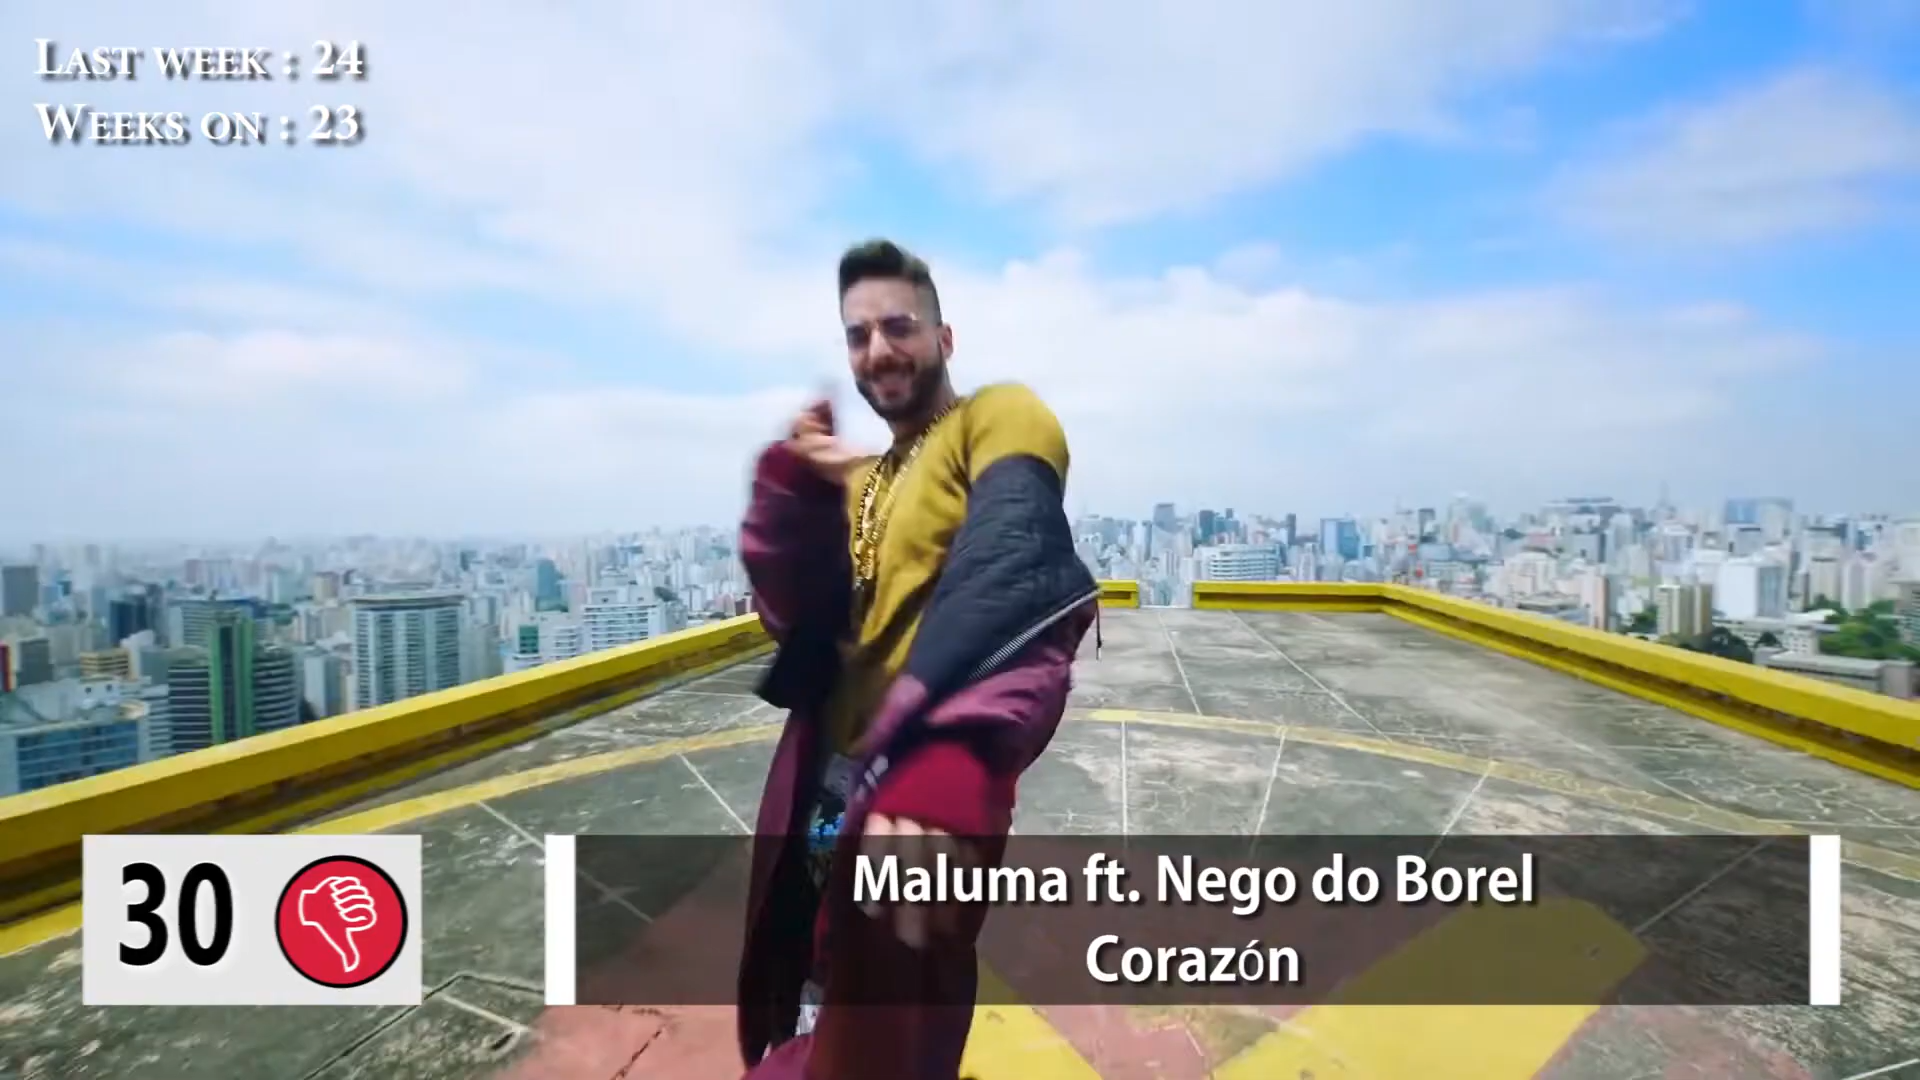 Last week : 24
Weeks on : 23
30
Maluma ft. Nego do Borel
Corazón